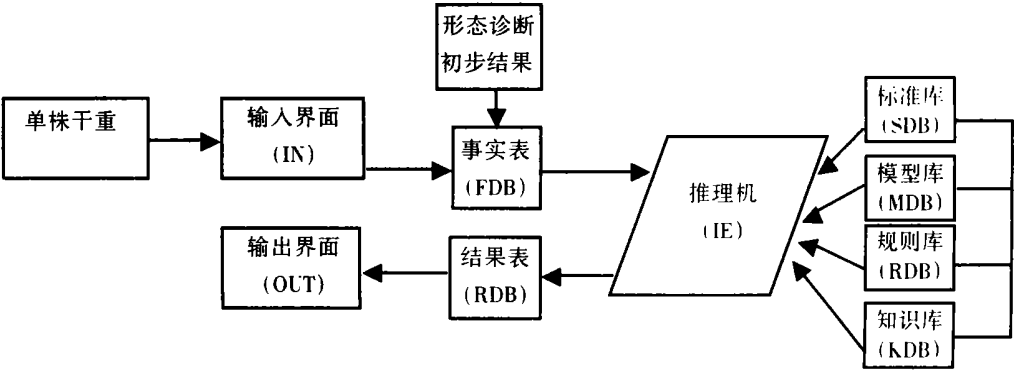 形态诊断
初步结果
单株干重
输入界面
(IN)
事实表
(FDB)
推理机
(IE)
标准库
(SDB)
模型库
(MDB)
规则库
(RDB)
知识库
(KDB)
结果表
(RDB)
输出界面
(OUT)